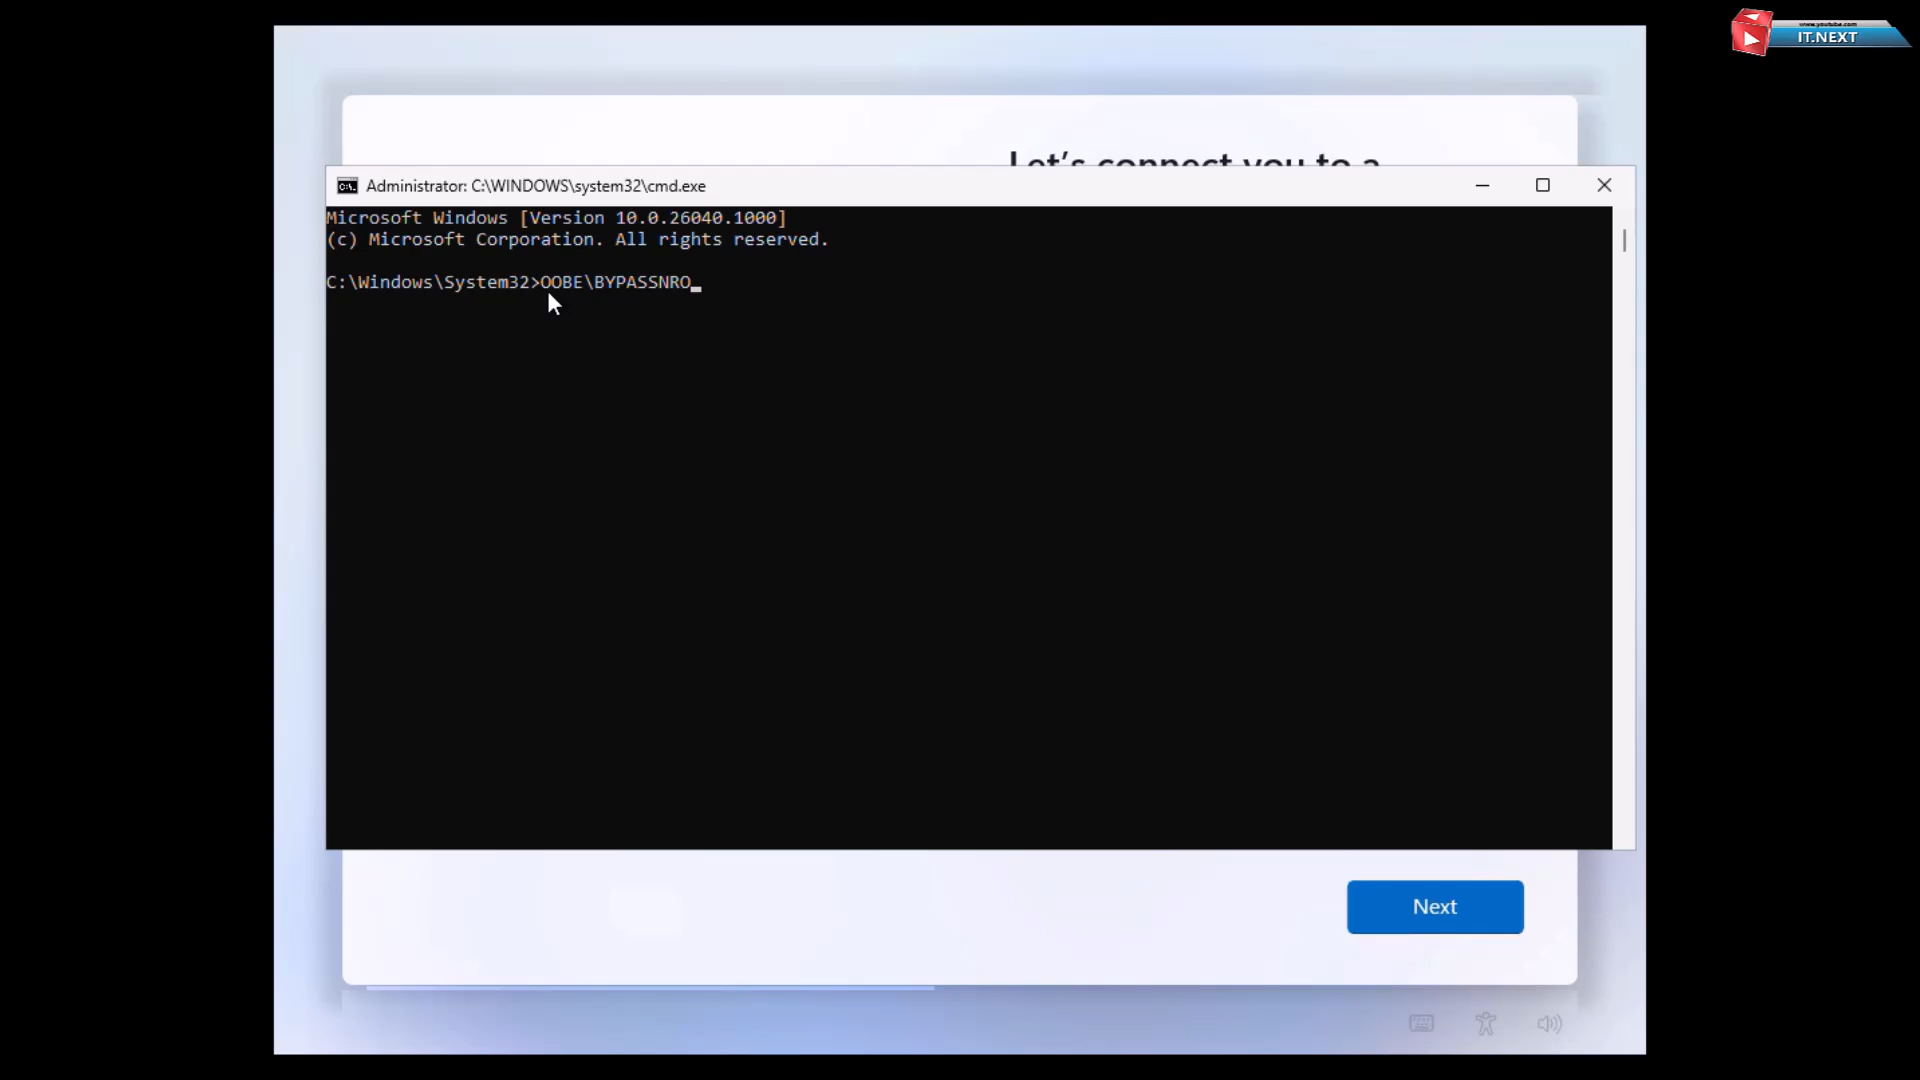 www.youtube.com
IT.NEXT
Let's connect you to a
Administrator: C:\WINDOWS\system32\cmd.exe
Microsoft Windows [Version 10.0.26040.1000]
(c) Microsoft Corporation. All rights reserved.
C:\Windows\System32>OOBE\BYPASSNRO_
Next